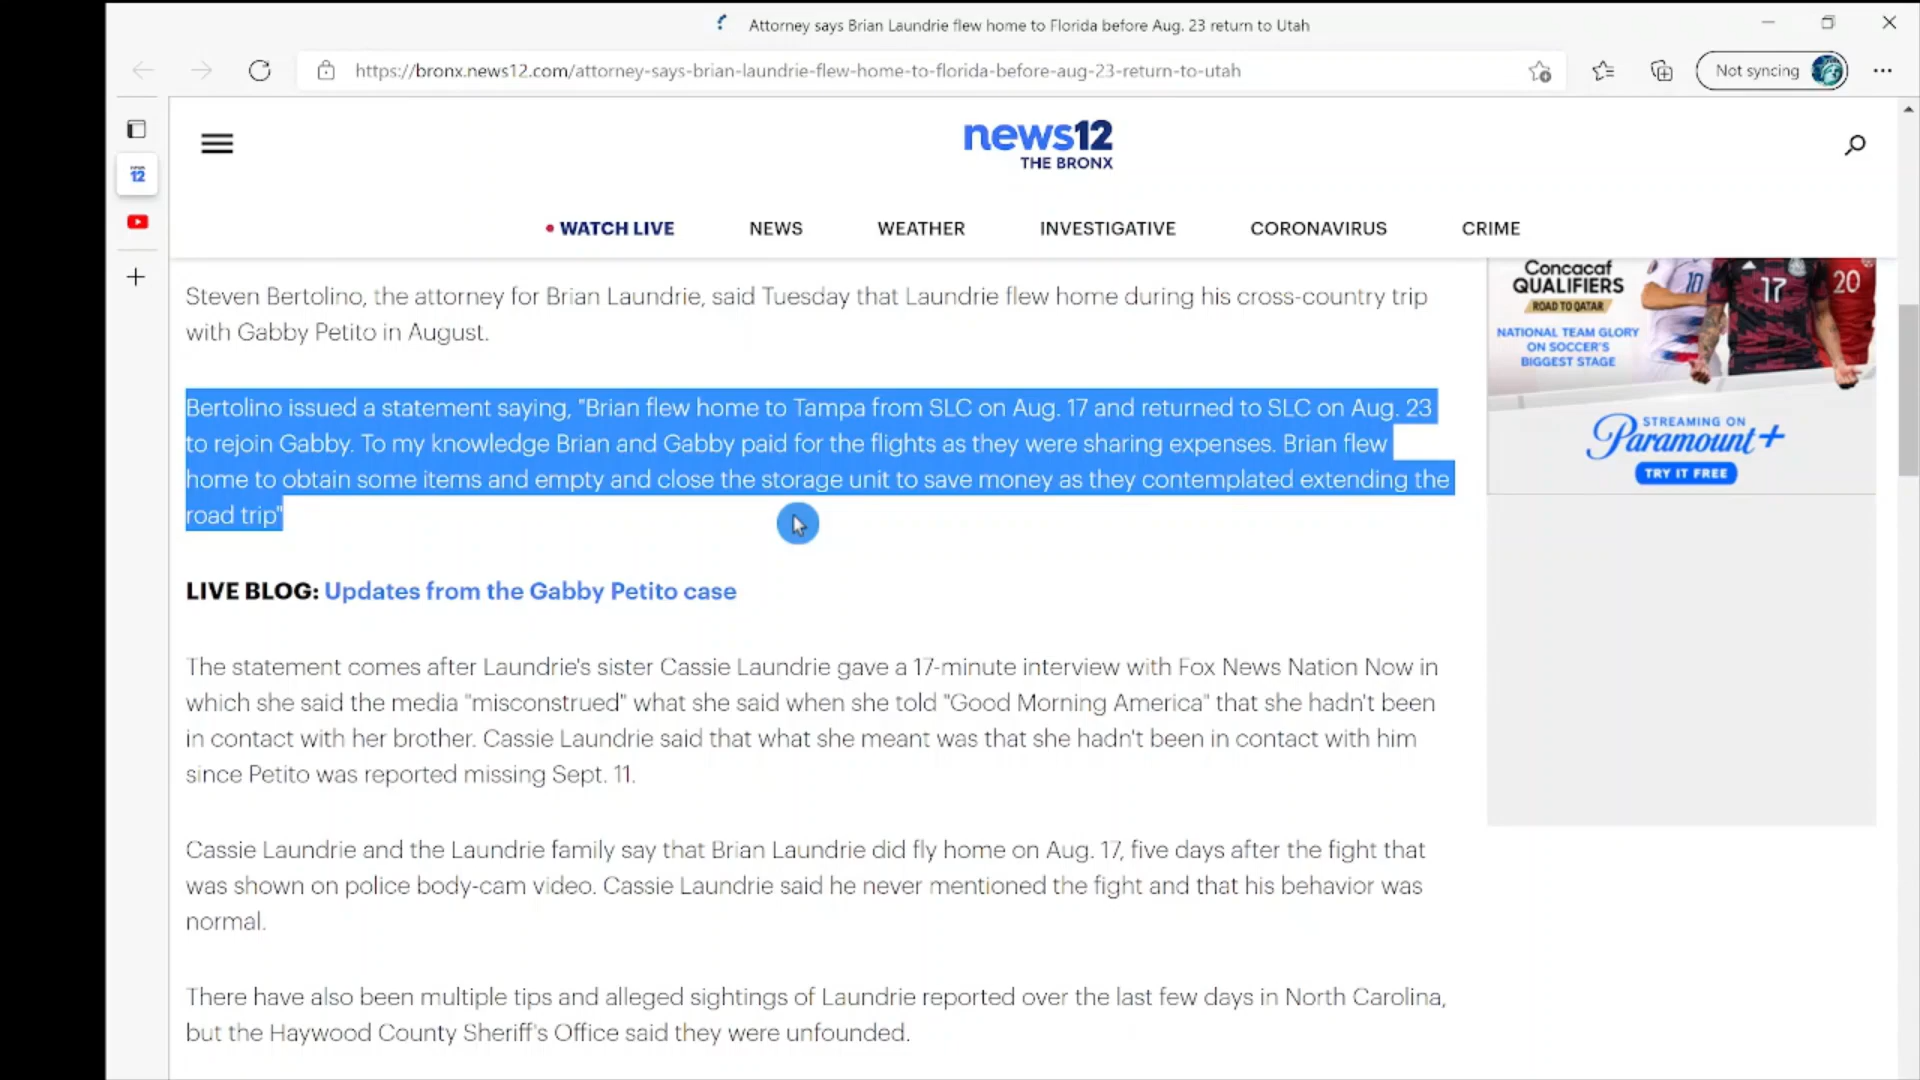 Attorney says Brian Laundrie flew home to Florida before Aug. 23 return to Utah
https://bronx.news12.com/attorney-says-brian-laundrie-flew-home-to-florida-before-aug-23-return-to-utah
Not syncing
12
news12
THE BRONX
WATCH LIVE
NEWS
WEATHER
INVESTIGATIVE
CORONAVIRUS
CRIME
Steven Bertolino, the attorney for Brian Laundrie, said Tuesday that Laundrie flew home during his cross-country trip
with Gabby Petito in August.
Bertolino issued a statement saying, "Brian flew home to Tampa from SLC on Aug. 17 and returned to SLC on Aug. 23
to rejoin Gabby. To my knowledge Brian and Gabby paid for the flights as they were sharing expenses. Brian flew
home to obtain some items and empty and close the storage unit to save money as they contemplated extending the
road trip"
LIVE BLOG: Updates from the Gabby Petito case
The statement comes after Laundrie's sister Cassie Laundrie gave a 17-minute interview with Fox News Nation Now in
which she said the media "misconstrued" what she said when she told "Good Morning America" that she hadn't been
in contact with her brother. Cassie Laundrie said that what she meant was that she hadn't been in contact with him
since Petito was reported missing Sept. 11.
Cassie Laundrie and the Laundrie family say that Brian Laundrie did fly home on Aug. 17, five days after the fight that
was shown on police body-cam video. Cassie Laundrie said he never mentioned the fight and that his behavior was
normal.
There have also been multiple tips and alleged sightings of Laundrie reported over the last few days in North Carolina,
but the Haywood County Sheriff's Office said they were unfounded.
Concacaf
QUALIFIERS
ROAD TO QATAR
NATIONAL TEAM GLORY
ON SOCCER'S
BIGGEST STAGE
10
17
20
STREAMING ON
Paramount+
TRY IT FREE